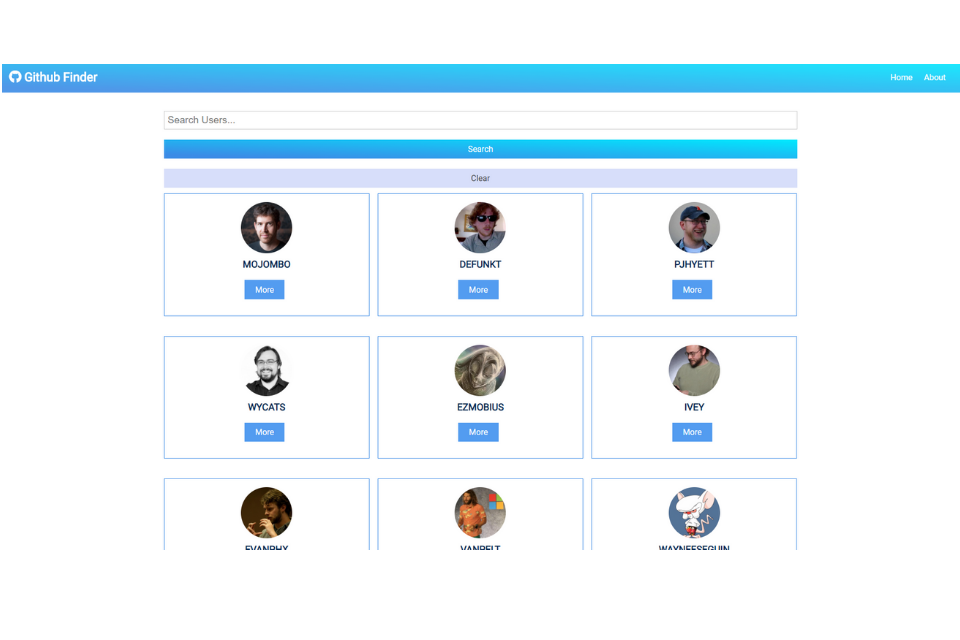 Github Finder
Home About
Search Users...
Search
Clear
MOJOMBO DEFUNKT PJHYETT
More More More
WYCATS EZMOBIUS IVEY
More More More
EVANPHX VANPELT WAYNEESEGUIN